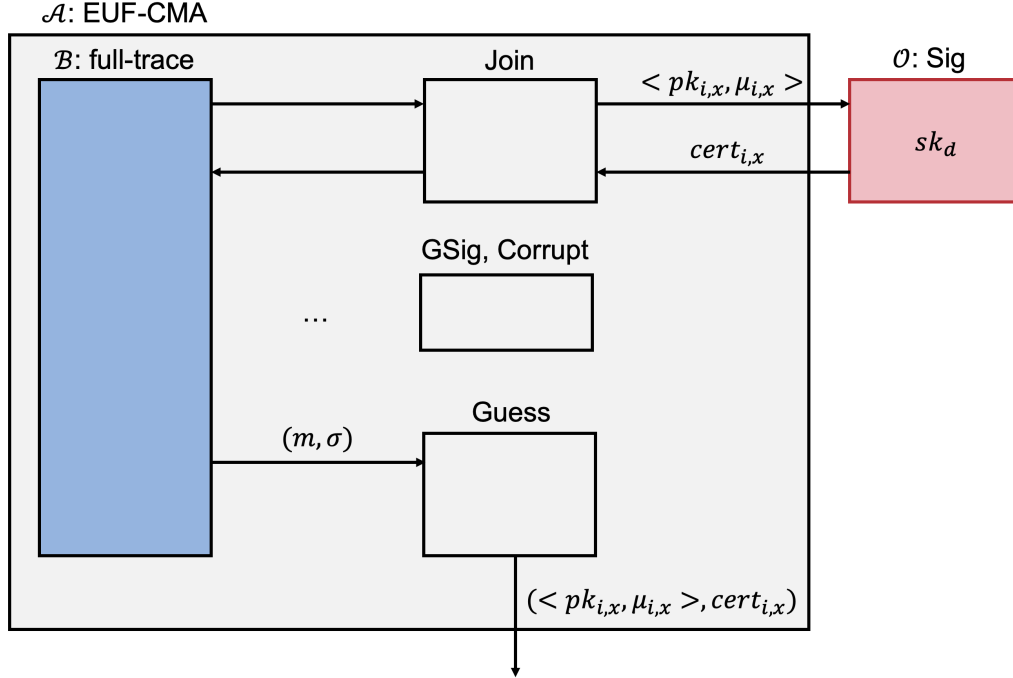 𝒜: EUF-CMA
ℬ: full-trace
Join
𝒪: Sig
< pk_{i,x}, μ_{i,x} >
sk_d
cert_{i,x}
GSig, Corrupt
...
Guess
(m, σ)
(< pk_{i,x}, μ_{i,x} >, cert_{i,x})